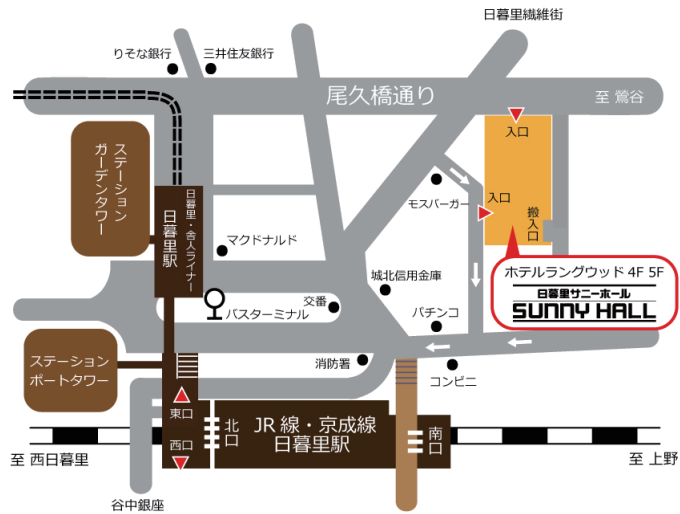 日暮里繊維街
りそな銀行
三井住友銀行
尾久橋通り
至 鶯谷
ステーション
ガーデンタワー
入口
日暮里・舎人ライナー
日暮里駅
モスバーガー
入口
搬入口
マクドナルド
城北信用金庫
ホテルラングウッド 4F 5F
日暮里サニーホール
SUNNY HALL
交番
バスターミナル
パチンコ
ステーション
ポートタワー
消防署
コンビニ
東口
西口
北口
JR 線・京成線
日暮里駅
南口
至 西日暮里
至 上野
谷中銀座